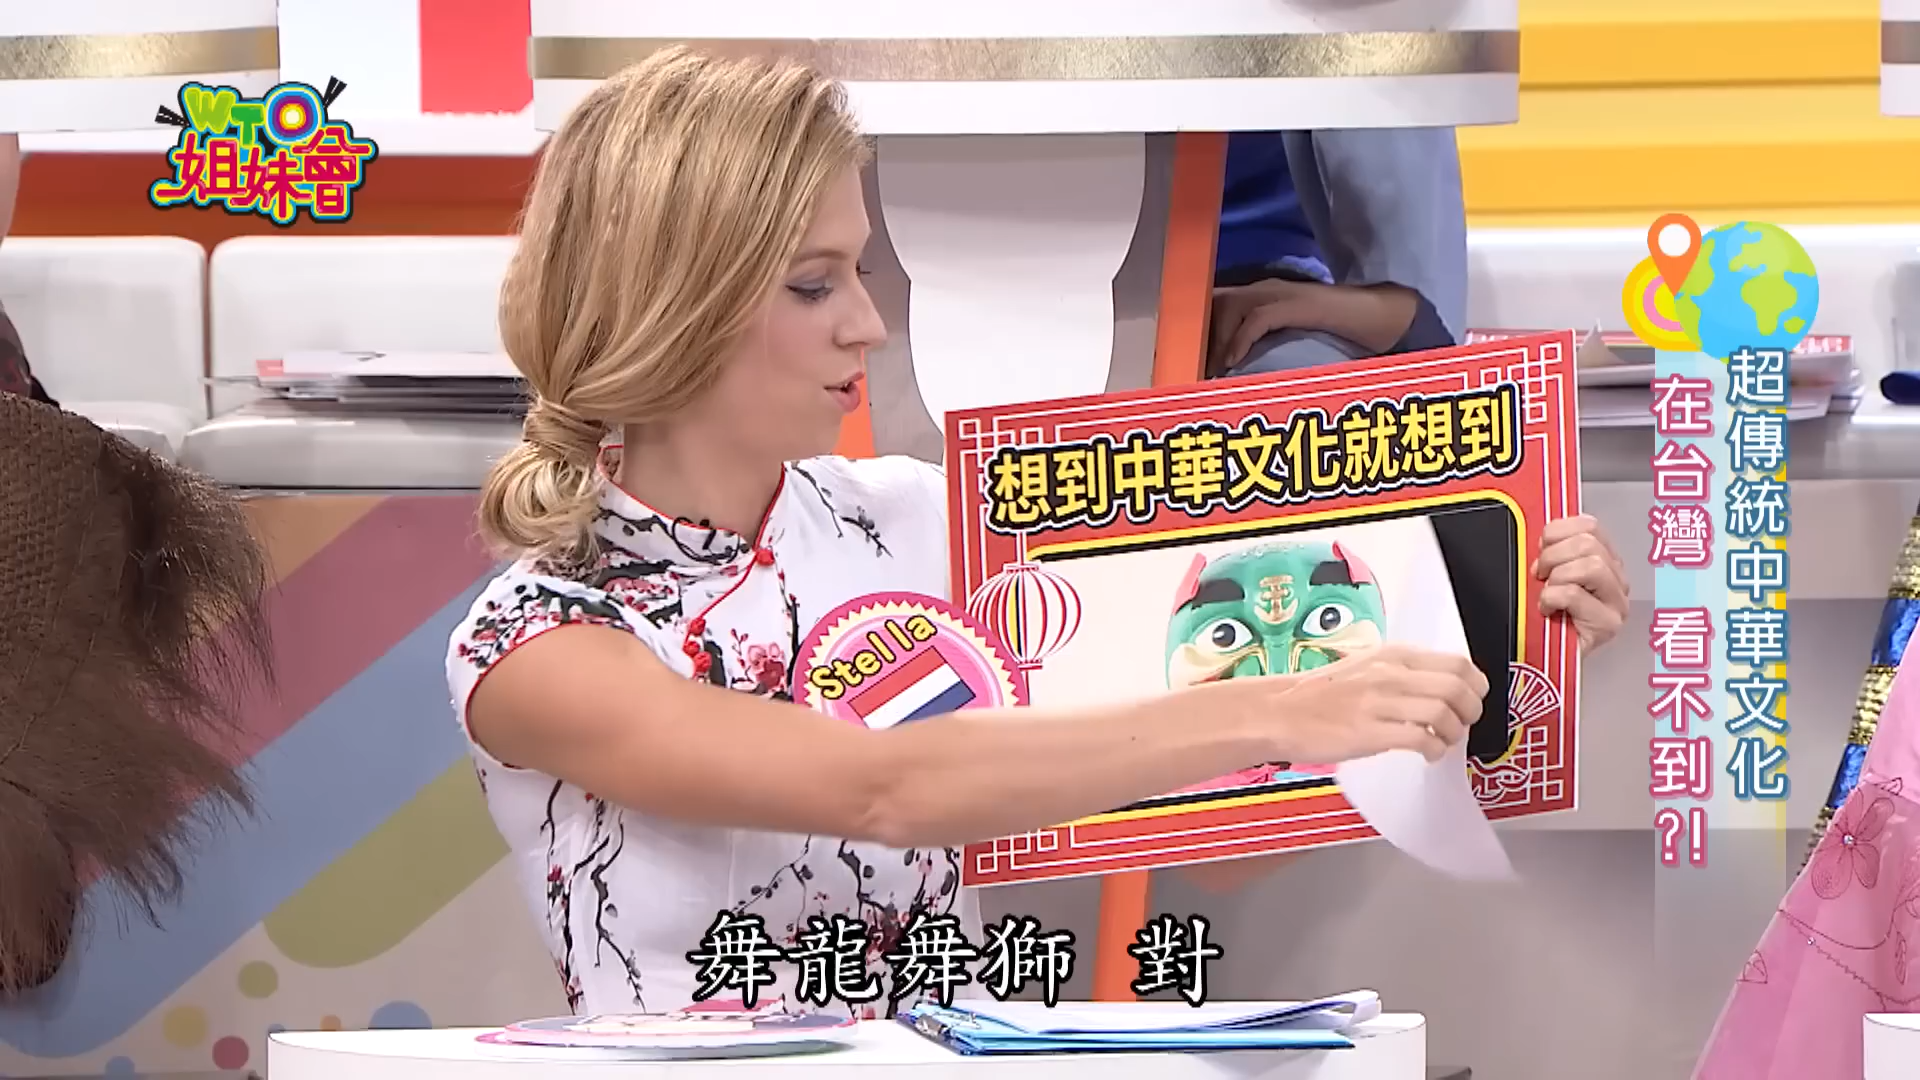 WTO
姐妹會
想到中華文化就想到
Stella
超傳統中華文化
在台灣 看不到?!
舞龍舞獅 對